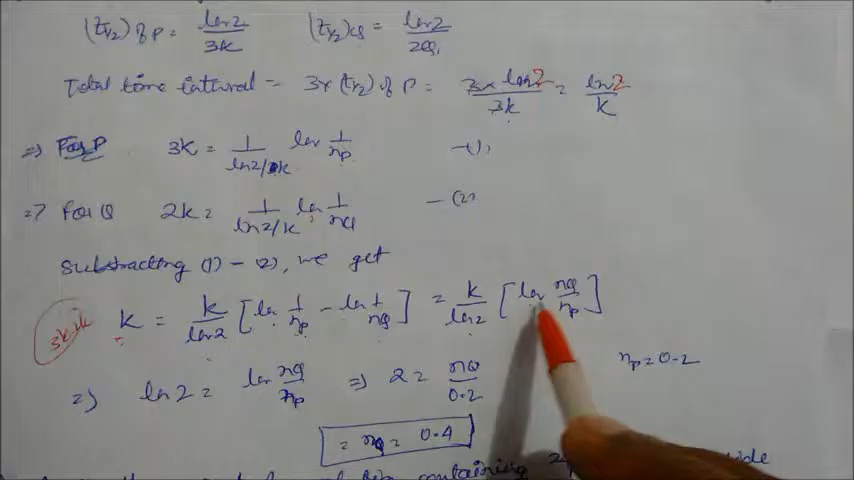 (t1/2) of P = ln2/3k (t1/2) Q = ln2/2k
Total time interval = 3 x (t1/2) of P = 3 x ln2/3k = ln2/k
=> For P 3k = 1/ln2/k ln 1/nP -(1)
=> For Q 2k = 1/ln2/k ln 1/nQ -(2)
Subtracting (1) - (2), we get
3k-2k k = k/ln2 [ln 1/nP - ln 1/nQ] = k/ln2 [ln nQ/nP]
=> ln2 = ln nQ/nP => 2 = nQ/0.2 nP = 0.2
= nQ = 0.4
containing